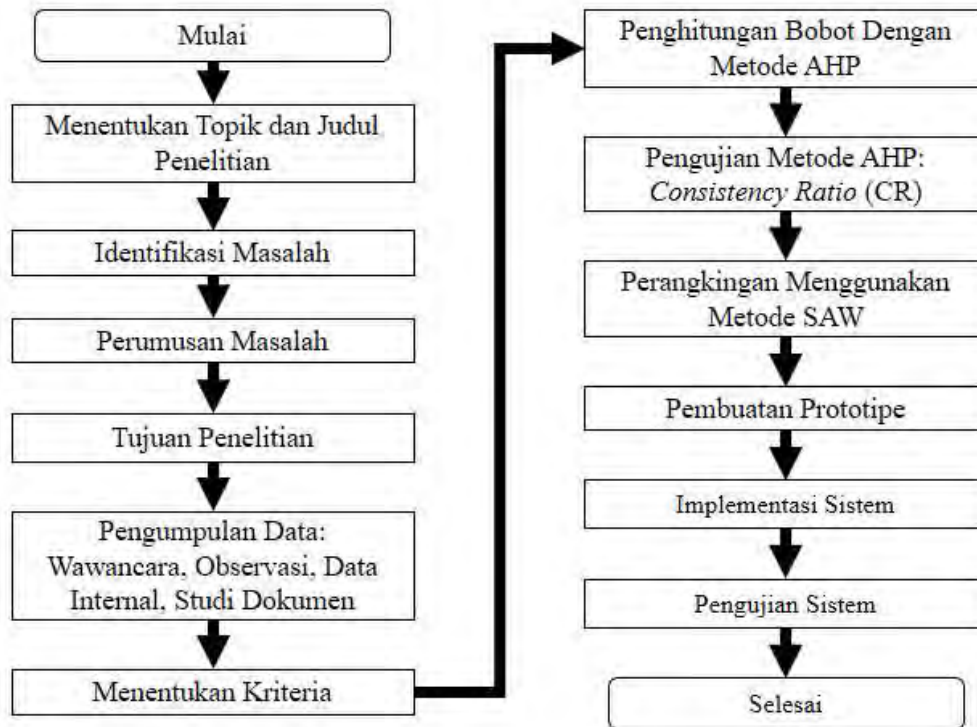 Mulai
Menentukan Topik dan Judul
Penelitian
Identifikasi Masalah
Perumusan Masalah
Tujuan Penelitian
Pengumpulan Data:
Wawancara, Observasi, Data
Internal, Studi Dokumen
Menentukan Kriteria
Penghitungan Bobot Dengan
Metode AHP
Pengujian Metode AHP:
Consistency Ratio (CR)
Perangkingan Menggunakan
Metode SAW
Pembuatan Prototipe
Implementasi Sistem
Pengujian Sistem
Selesai